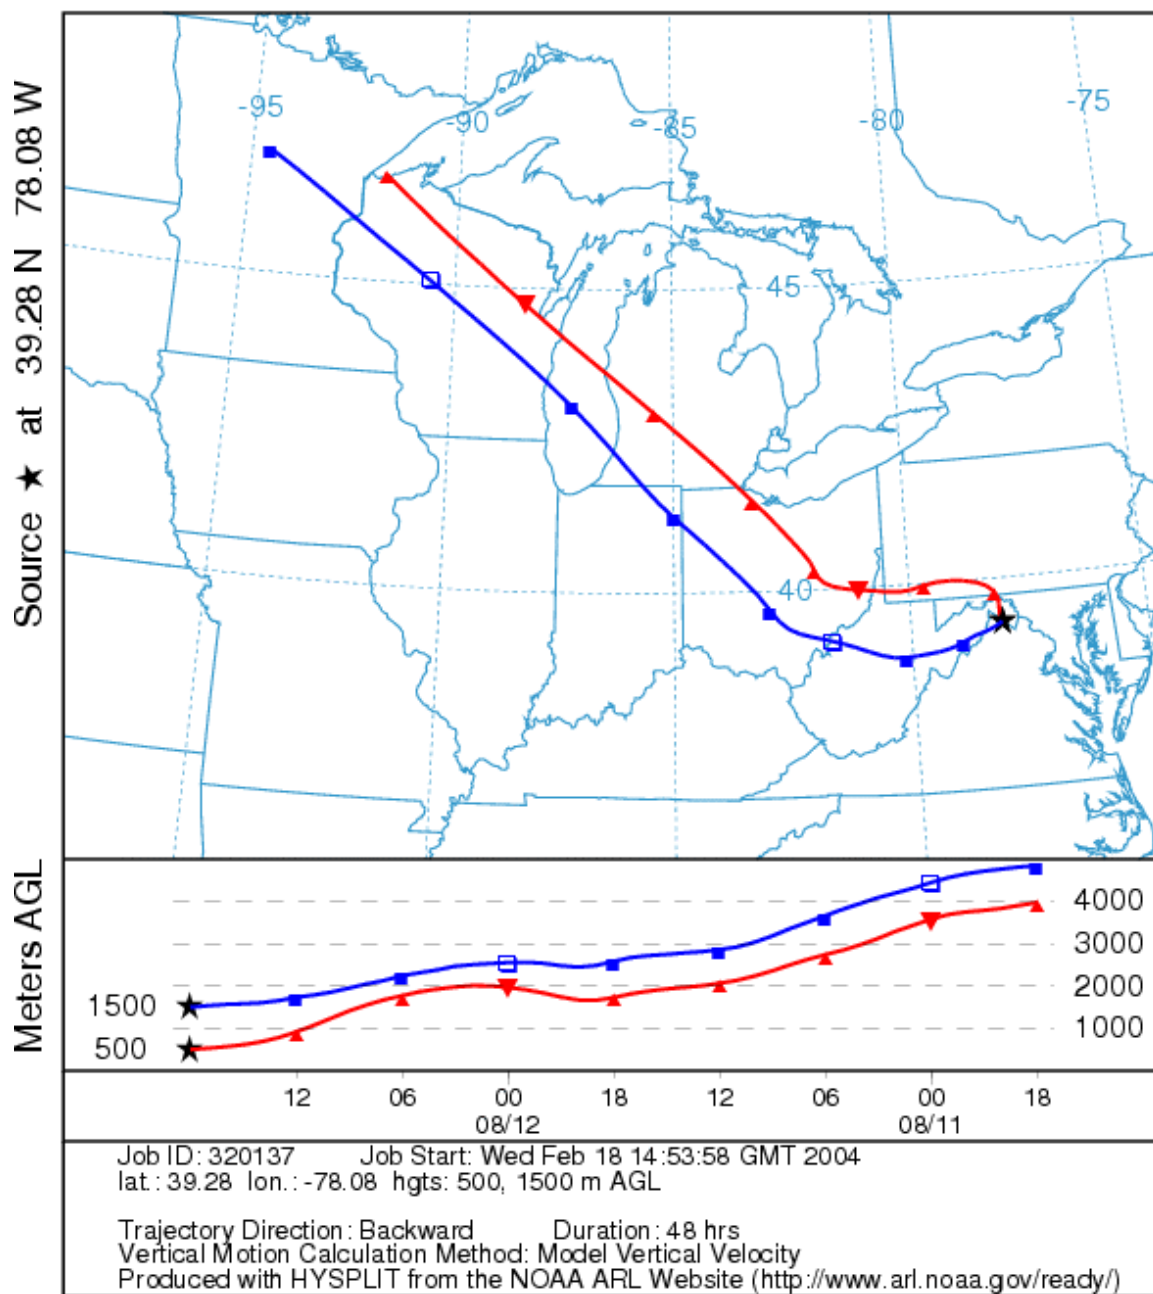 Source ★ at 39.28 N 78.08 W
-95
-90
-85
-80
-75
45
40
Meters AGL
4000
3000
2000
1000
1500
500
12 06 00 18 12 06 00 18
08/12 08/11
Job ID: 320137 Job Start: Wed Feb 18 14:53:58 GMT 2004
lat.: 39.28 lon.: -78.08 hgts: 500, 1500 m AGL
Trajectory Direction: Backward Duration: 48 hrs
Vertical Motion Calculation Method: Model Vertical Velocity
Produced with HYSPLIT from the NOAA ARL Website (http://www.arl.noaa.gov/ready/)